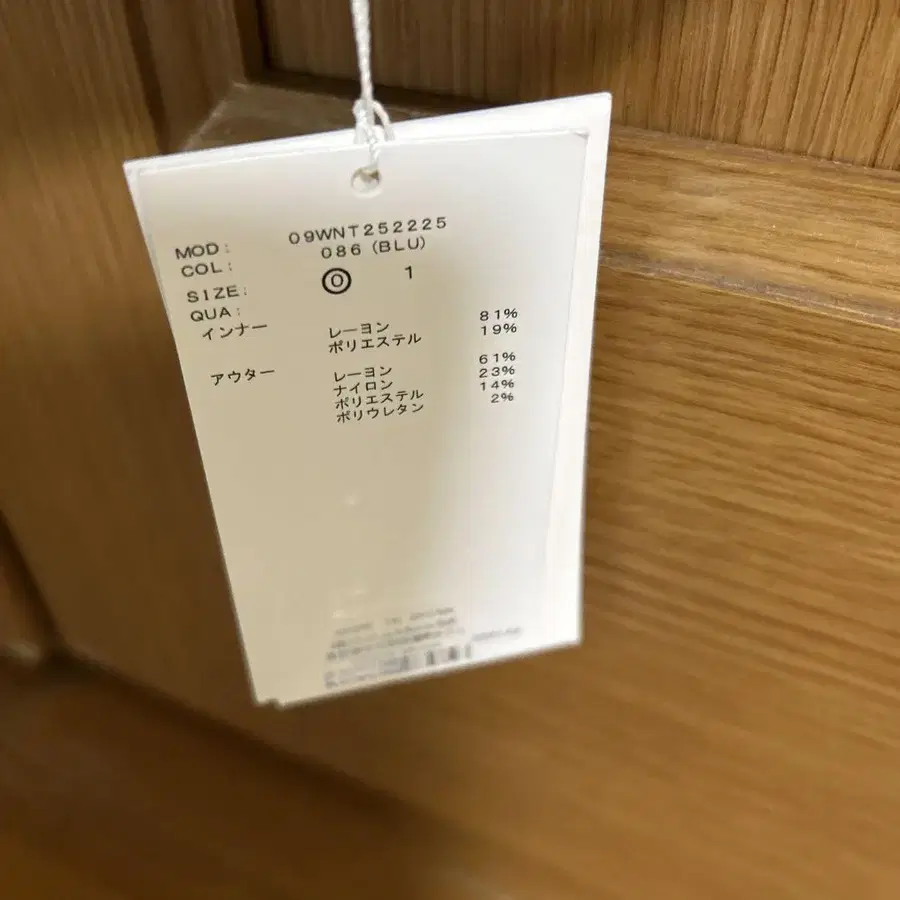 MOD: 09WNT252225
COL: 086 (BLU)
SIZE: 0 1
QUA:
インナー レーヨン 81%
ポリエステル 19%
アウター レーヨン 61%
ナイロン 23%
ポリエステル 14%
ポリウレタン 2%